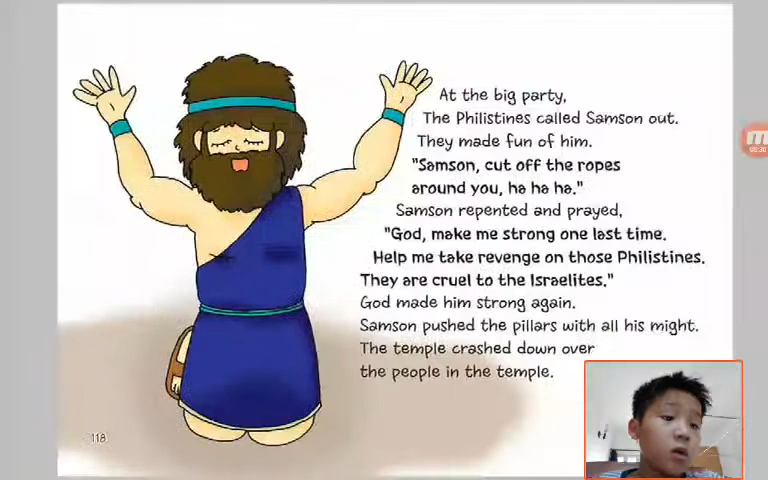 At the big party,
The Philistines called Samson out.
They made fun of him.
"Samson, cut off the ropes
around you, ha ha ha."
Samson repented and prayed,
"God, make me strong one last time.
Help me take revenge on those Philistines.
They are cruel to the Israelites."
God made him strong again.
Samson pushed the pillars with all his might.
The temple crashed down over
the people in the temple.
118